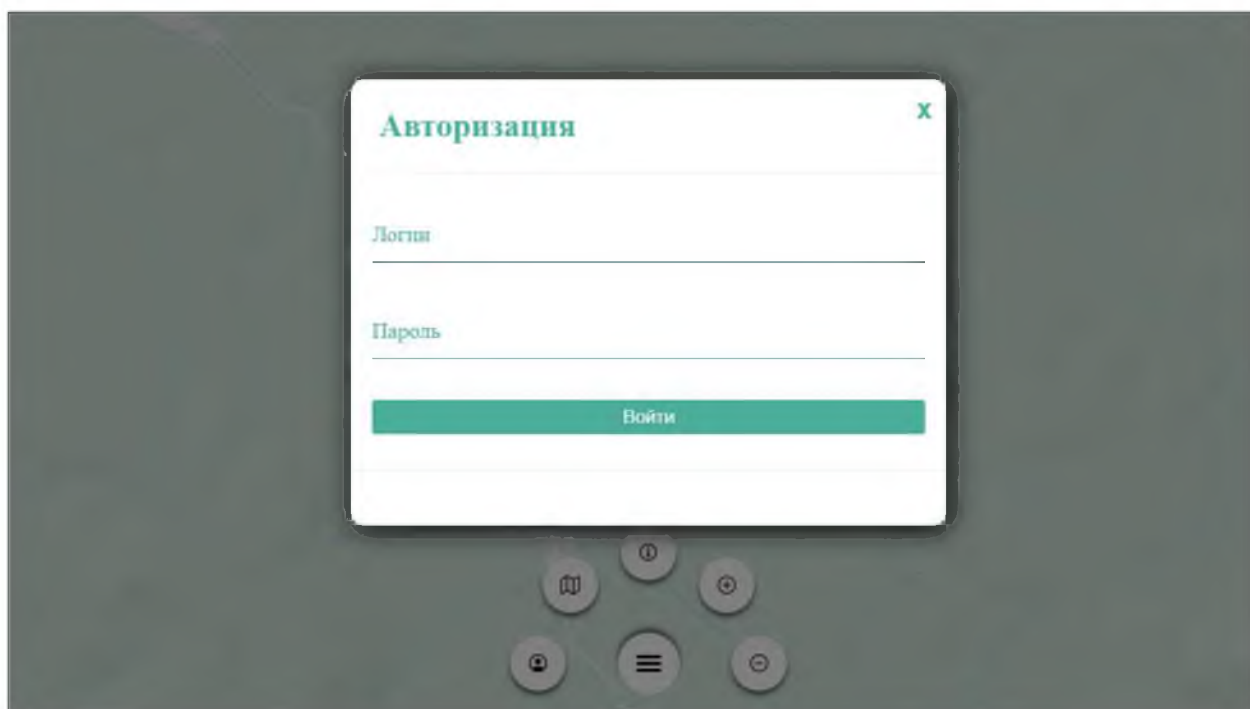 Авторизация
x
Логин
Пароль
Войти